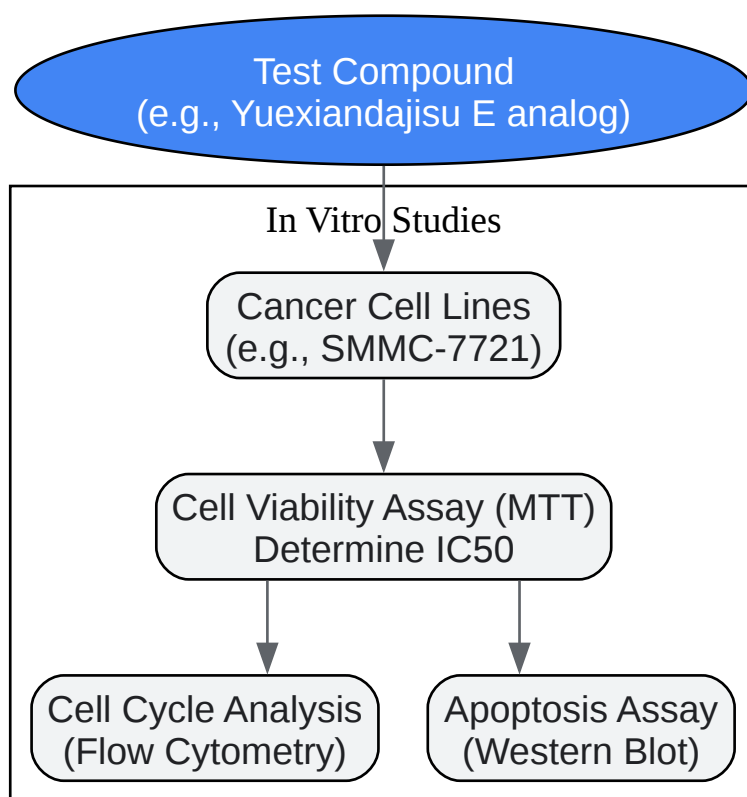 Test Compound
(e.g., Yuexiandajisu E analog)
In Vitro Studies
Cancer Cell Lines
(e.g., SMMC-7721)
Cell Viability Assay (MTT)
Determine IC50
Cell Cycle Analysis
(Flow Cytometry)
Apoptosis Assay
(Western Blot)